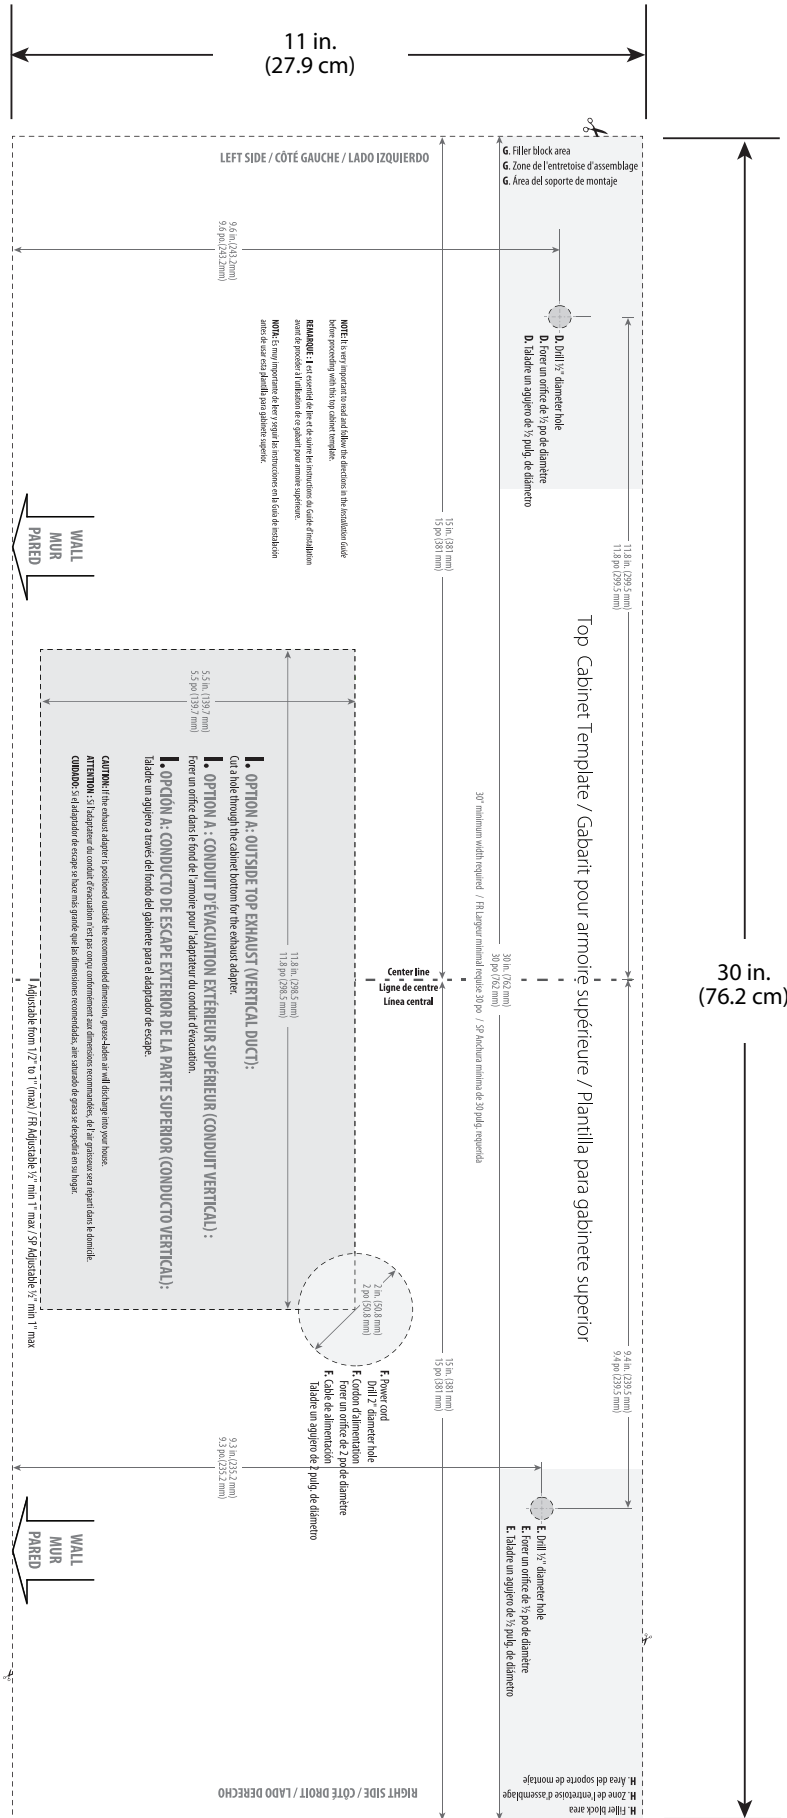 11 in.
(27.9 cm)
LEFT SIDE / CÔTÉ GAUCHE / LADO IZQUIERDO
G. Filler block area
G. Zone de l'entretoise d'assemblage
G. Área del soporte de montaje
9.6 in.(243.2mm)
9.6 po.(243.2mm)
D. Drill ½" diameter hole
D. Forer un orifice de ½ po de diamètre
D. Taladre un agujero de ½ pulg. de diámetro
NOTE: It is very important to read and follow the directions in the Installation Guide
before proceeding with this top cabinet template.
REMARQUE : Il est essentiel de lire et de suivre les instructions du Guide d'installation
avant de procéder à l'utilisation de ce gabarit pour armoire supérieure.
NOTA: Es muy importante de leer y seguir las instrucciones en la Guía de instalación
antes de usar esta plantilla para gabinete superior.
WALL
MUR
PARED
15 in. (381 mm)
15 po (381 mm)
11.8 in. (299.5 mm)
11.8 po (299.5 mm)
Top Cabinet Template / Gabarit pour armoire supérieure / Plantilla para gabinete superior
30" minimum width required / FR Largeur minimal requise 30 po / SP Anchura minima de 30 pulg. requerida
30 in. (762 mm)
30 po (762 mm)
5.5 in. (139.7 mm)
5.5 po (139.7 mm)
11.8 in. (298.5 mm)
11.8 po (298.5 mm)
I. OPTION A: OUTSIDE TOP EXHAUST (VERTICAL DUCT):
Cut a hole through the cabinet bottom for the exhaust adapter.
I. OPTION A : CONDUIT D'ÉVACUATION EXTÉRIEUR SUPÉRIEUR (CONDUIT VERTICAL) :
Forer un orifice dans le fond de l'armoire pour l'adaptateur du conduit d'évacuation.
I. OPCIÓN A: CONDUCTO DE ESCAPE EXTERIOR DE LA PARTE SUPERIOR (CONDUCTO VERTICAL):
Taladre un agujero a través del fondo del gabinete para el adaptador de escape.
CAUTION: If the exhaust adapter is positioned outside the recommended dimension, grease-laden air will discharge into your house.
ATTENTION : Si l'adaptateur du conduit d'évacuation n'est pas conçu conformément aux dimensions recommandées, de l'air graisseux sera réparti dans le domicile.
CUIDADO: Si el adaptador de escape se hace más grande que las dimensiones recomendadas, aire saturado de grasa se despedirá en su hogar.
Center line
Ligne de centre
Línea central
Adjustable from 1/2" to 1" (max) / FR Adjustable ½" min 1" max / SP Adjustable ½" min 1" max
30 in.
(76.2 cm)
2 in. (50.8 mm)
2 po (50.8 mm)
F. Power cord
Drill 2" diameter hole
F. Cordon d'alimentation
Forer un orifice de 2 po de diamètre
F. Cable de alimentación
Taladre un agujero de 2 pulg. de diámetro
15 in. (381 mm)
15 po (381 mm)
9.4 in. (239.5 mm)
9.4 po (239.5 mm)
9.3 in.(235.2 mm)
9.3 po.(235.2 mm)
E. Drill ½" diameter hole
E. Forer un orifice de ½ po de diamètre
E. Taladre un agujero de ½ pulg. de diámetro
WALL
MUR
PARED
RIGHT SIDE / CÔTÉ DROIT / LADO DERECHO
H. Filler block area
H. Zone de l'entretoise d'assemblage
H. Área del soporte de montaje